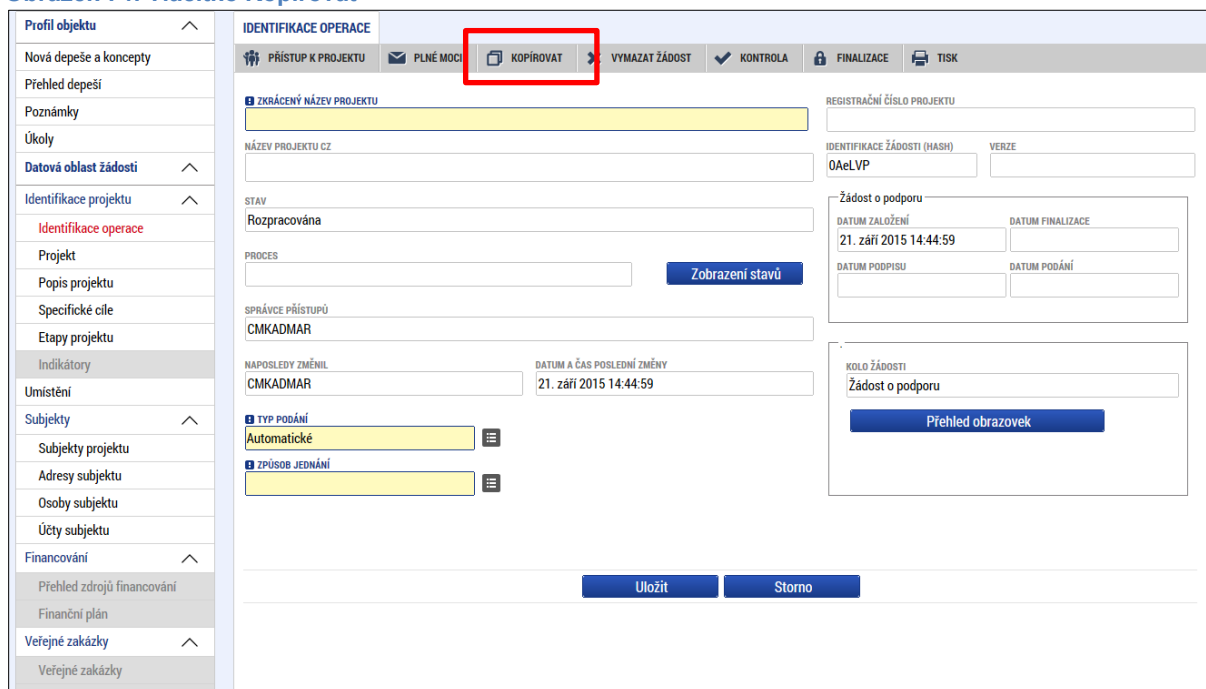 Profil objektu
Nová depeše a koncepty
Přehled depeší
Poznámky
Úkoly
Datová oblast žádosti
Identifikace projektu
Identifikace operace
Projekt
Popis projektu
Specifické cíle
Etapy projektu
Indikátory
Umístění
Subjekty
Subjekty projektu
Adresy subjektu
Osoby subjektu
Účty subjektu
Financování
Přehled zdrojů financování
Finanční plán
Veřejné zakázky
Veřejné zakázky
IDENTIFIKACE OPERACE
PŘÍSTUP K PROJEKTU PLNÉ MOCI KOPÍROVAT VYMAZAT ŽÁDOST KONTROLA FINALIZACE TISK
ZKRÁCENÝ NÁZEV PROJEKTU
NÁZEV PROJEKTU CZ
STAV
Rozpracována
PROCES
Zobrazení stavů
SPRÁVCE PŘÍSTUPŮ
CMKADMAR
NAPOSLEDY ZMĚNIL DATUM A ČAS POSLEDNÍ ZMĚNY
CMKADMAR 21. září 2015 14:44:59
TYP PODÁNÍ
Automatické
ZPŮSOB JEDNÁNÍ
REGISTRAČNÍ ČÍSLO PROJEKTU
IDENTIFIKACE ŽÁDOSTI (HASH) VERZE
0AeLVP
Žádost o podporu
DATUM ZALOŽENÍ DATUM FINALIZACE
21. září 2015 14:44:59
DATUM PODPISU DATUM PODÁNÍ
KOLO ŽÁDOSTI
Žádost o podporu
Přehled obrazovek
Uložit Storno